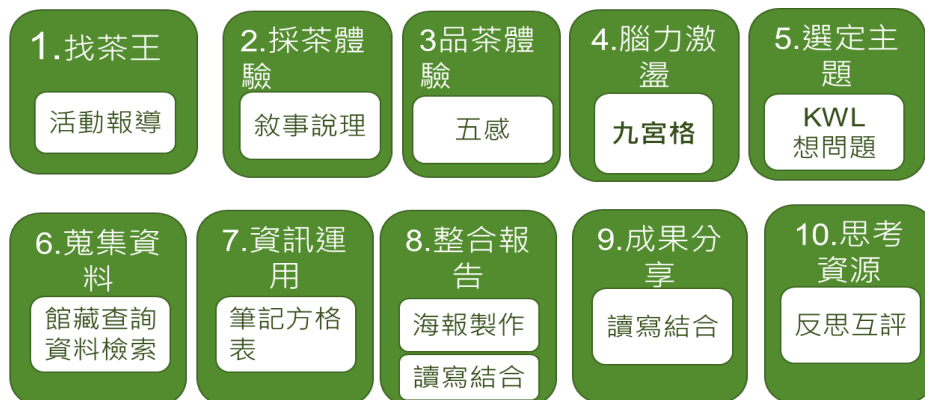 1.找茶王
活動報導
2.採茶體
驗
敘事說理
3品茶體
驗
五感
4.腦力激
盪
九宮格
5.選定主
題
KWL
想問題
6.蒐集資
料
館藏查詢
資料檢索
7.資訊運
用
筆記方格
表
8.整合報
告
海報製作
讀寫結合
9.成果分
享
讀寫結合
10.思考
資源
反思互評